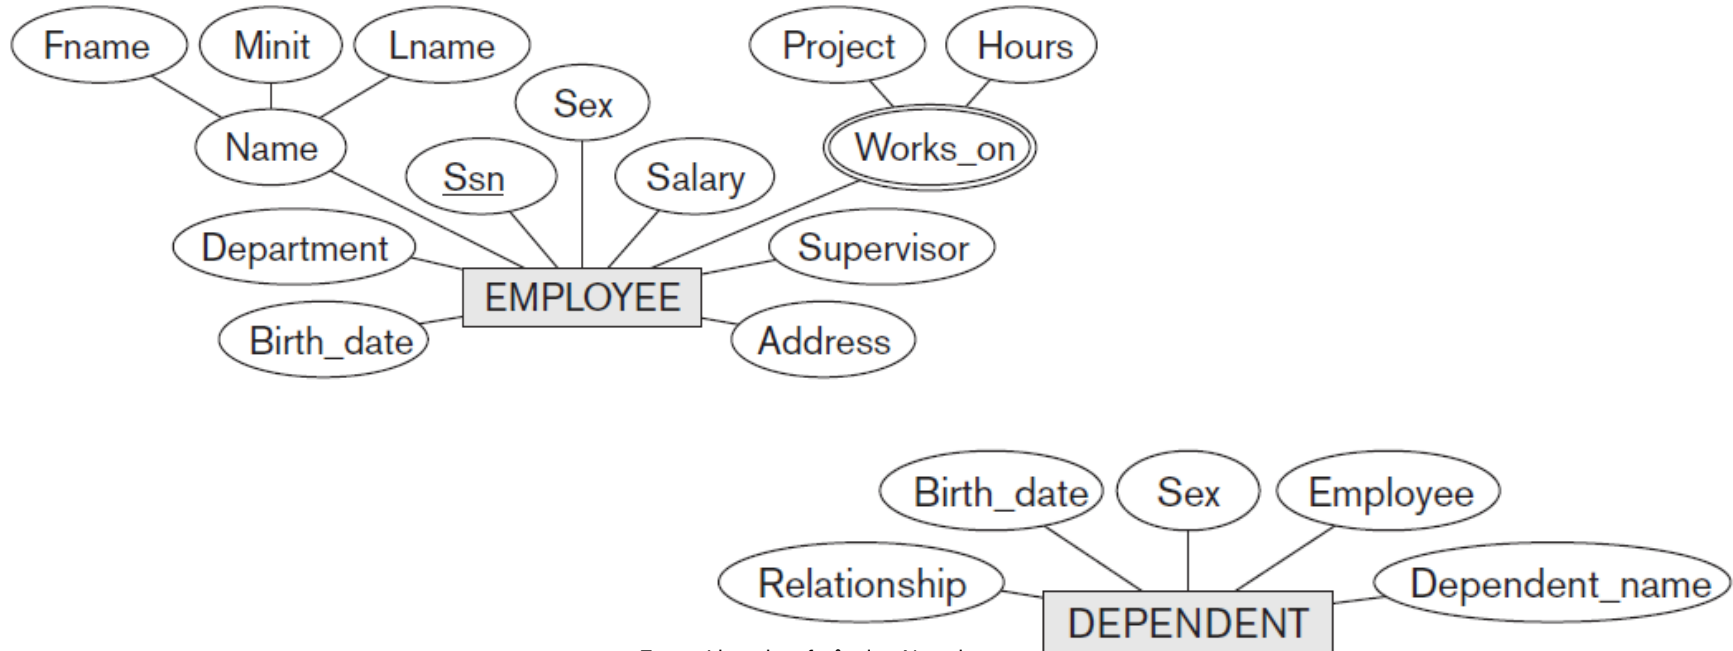 Fname Minit Lname
Project Hours
Sex
Name
Works_on
Ssn Salary
Department
Supervisor
EMPLOYEE
Birth_date
Address
Birth_date Sex Employee
Relationship
Dependent_name
DEPENDENT